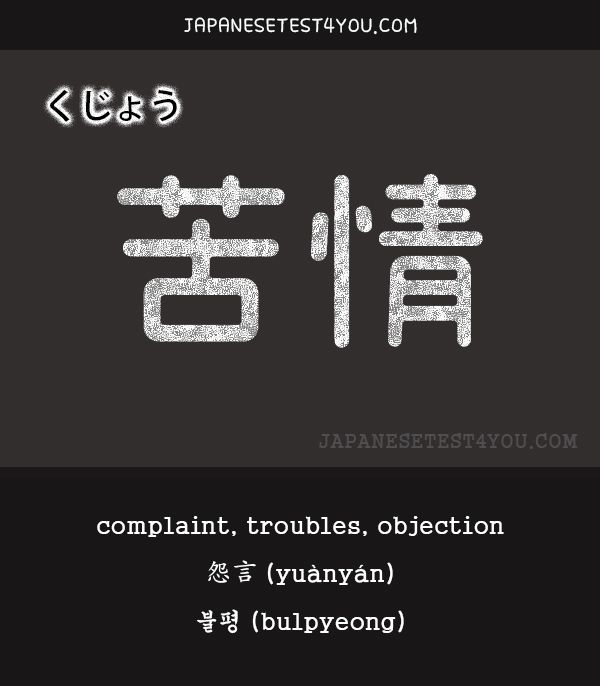 JAPANESETEST4YOU.COM
くじょう
苦情
JAPANESETEST4YOU.COM
complaint, troubles, objection
怨言 (yuànyán)
불평 (bulpyeong)